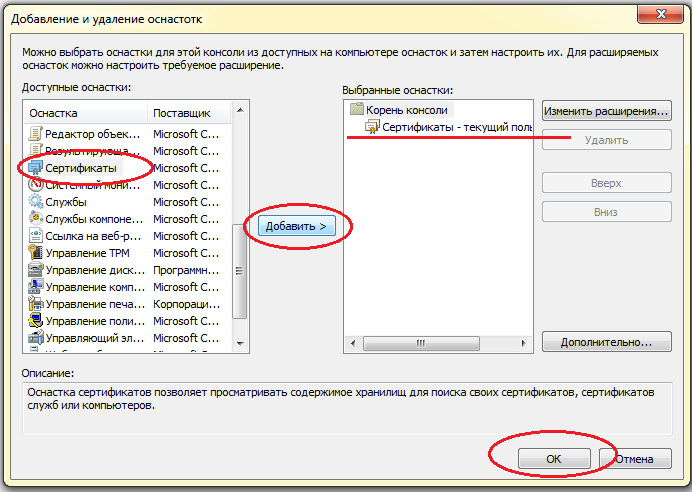 Добавление и удаление оснастотк
Можно выбрать оснастки для этой консоли из доступных на компьютере оснасток и затем настроить их. Для расширяемых
оснасток можно настроить требуемое расширение.
Доступные оснастки:
Оснастка Поставщик
Редактор объек... Microsoft C...
Результирующа... Microsoft C...
Сертификаты Microsoft C...
Системный мони... Microsoft C...
Службы Microsoft C...
Службы компоне... Microsoft C...
Ссылка на веб-р... Microsoft C...
Управление TPM Microsoft C...
Управление диск... Программн...
Управление комп... Microsoft C...
Управление печа... Корпораци...
Управление поли... Microsoft C...
Управляющий эл... Microsoft C...
Добавить >
Выбранные оснастки:
Корень консоли
Сертификаты - текущий поль
Изменить расширения...
Удалить
Вверх
Вниз
Дополнительно...
Описание:
Оснастка сертификатов позволяет просматривать содержимое хранилищ для поиска своих сертификатов, сертификатов
служб или компьютеров.
ОК
Отмена